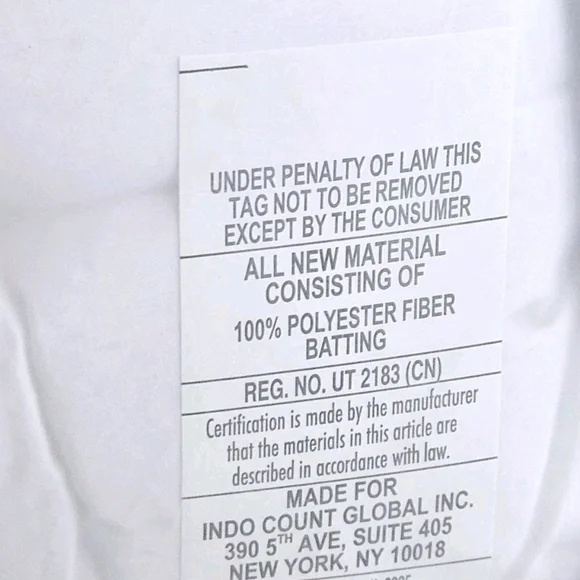 UNDER PENALTY OF LAW THIS
TAG NOT TO BE REMOVED
EXCEPT BY THE CONSUMER
ALL NEW MATERIAL
CONSISTING OF
100% POLYESTER FIBER
BATTING
REG. NO. UT 2183 (CN)
Certification is made by the manufacturer
that the materials in this article are
described in accordance with law.
MADE FOR
INDO COUNT GLOBAL INC.
390 5TH AVE, SUITE 405
NEW YORK, NY 10018